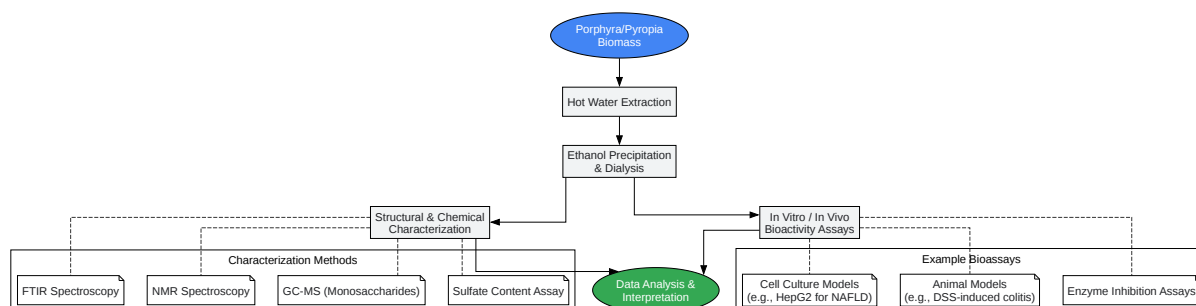 Porphyra/Pyropia
Biomass
Hot Water Extraction
Ethanol Precipitation
& Dialysis
Structural & Chemical
Characterization
In Vitro / In Vivo
Bioactivity Assays
Characterization Methods
Example Bioassays
FTIR Spectroscopy
NMR Spectroscopy
GC-MS (Monosaccharides)
Sulfate Content Assay
Data Analysis &
Interpretation
Cell Culture Models
(e.g., HepG2 for NAFLD)
Animal Models
(e.g., DSS-induced colitis)
Enzyme Inhibition Assays